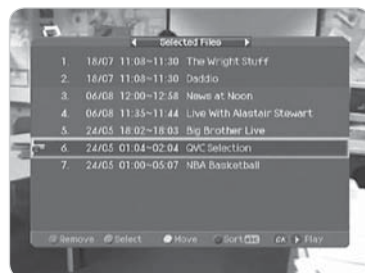 Selected Files
1. 18/07 11:08~11:30 The Wright Stuff
2. 18/07 11:08~11:30 Daddio
3. 06/08 12:00~12:58 News at Noon
4. 06/08 11:35~11:44 Live With Alastair Stewart
5. 24/05 18:02~18:03 Big Brother Live
6. 24/05 01:04~02:04 QVC Selection
7. 24/05 01:00~05:07 NBA Basketball
Remove Select Move Sort ABC OK Play